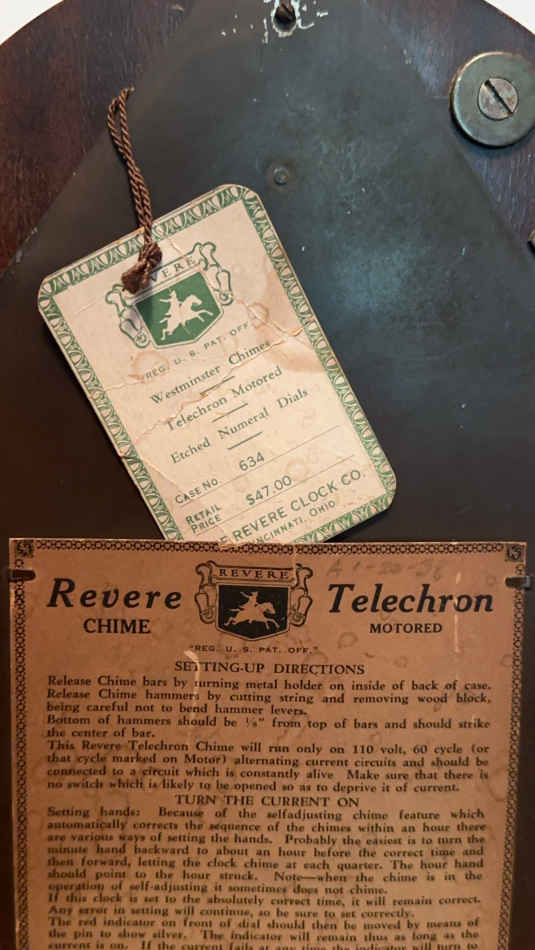 REVERE
REG. U. S. PAT. OFF.
Westminster Chimes
Telechron Motored
Etched Numeral Dials
CASE NO. 634
RETAIL PRICE $47.00
REVERE CLOCK CO.
CINCINNATI, OHIO
REVERE
Revere Telechron
CHIME MOTORED
"REG. U. S. PAT. OFF."
SETTING-UP DIRECTIONS
Release Chime bars by turning metal holder on inside of back of case.
Release Chime hammers by cutting string and removing wood block,
being careful not to bend hammer levers.
Bottom of hammers should be ⅛" from top of bars and should strike
the center of bar.
This Revere-Telechron Chime will run only on 110 volt, 60 cycle (or
that cycle marked on Motor) alternating current circuits and should be
connected to a circuit which is constantly alive Make sure that there is
no switch which is likely to be opened so as to deprive it of current.
TURN THE CURRENT ON
Setting hands: Because of the selfadjusting chime feature which
automatically corrects the sequence of the chimes within an hour there
are various ways of setting the hands. Probably the easiest is to turn the
minute hand backward to about an hour before the correct time and
then forward, letting the clock chime at each quarter. The hour hand
should point to the hour struck. Note—when the chime is in the
operation of self-adjusting it sometimes does not chime.
If this clock is set to the absolutely correct time, it will remain correct.
Any error in setting will continue, so be sure to set correctly.
The red indicator on front of dial should then be moved by means of
the pin to show silver. The indicator will remain thus as long as the
current is on. If the current fails at any time the